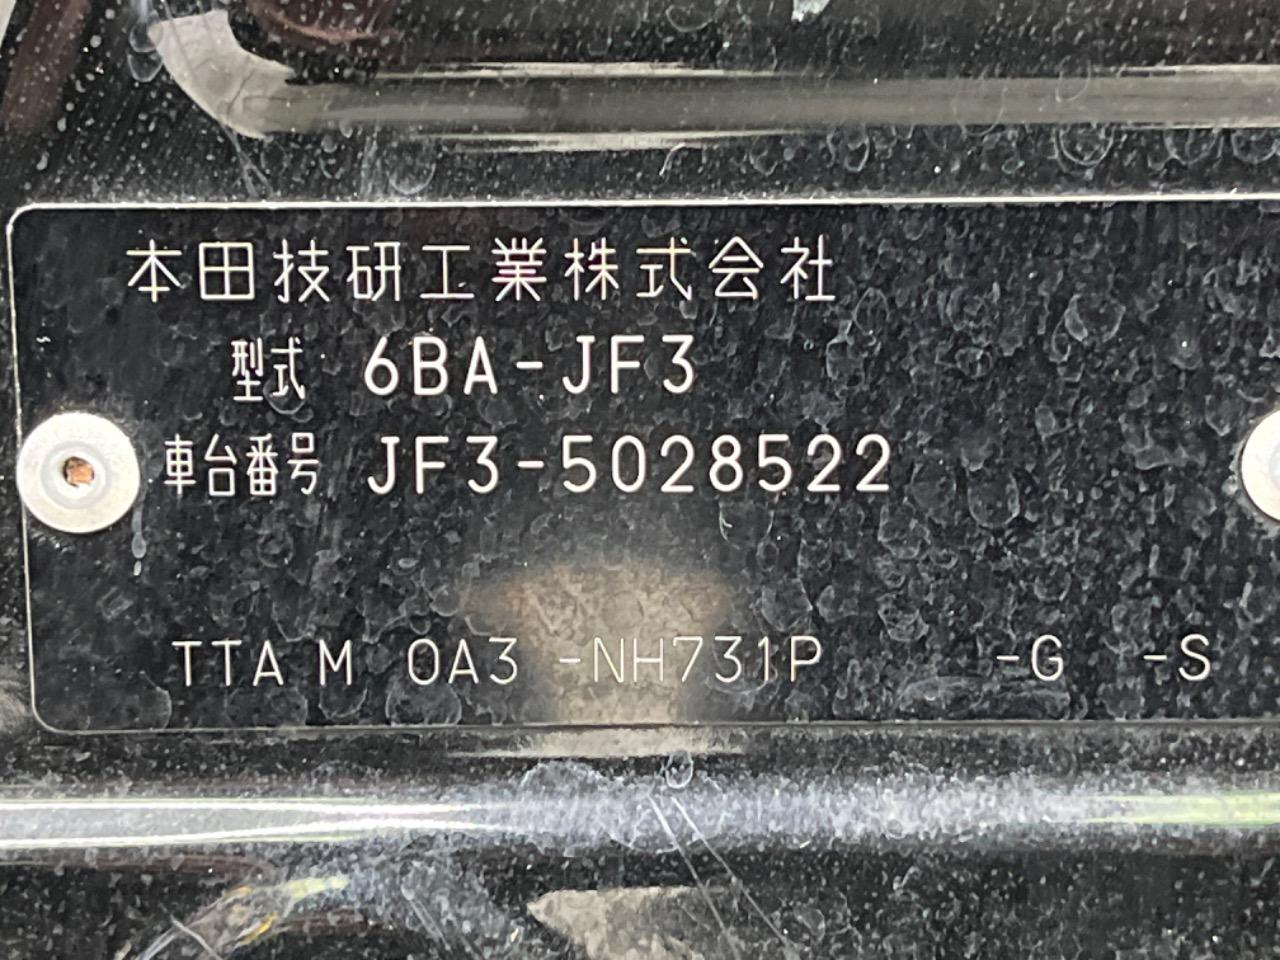 本田技研工業株式会社
型式 6BA-JF3
車台番号 JF3-5028522
TTA M 0A3 -NH731P -G -S